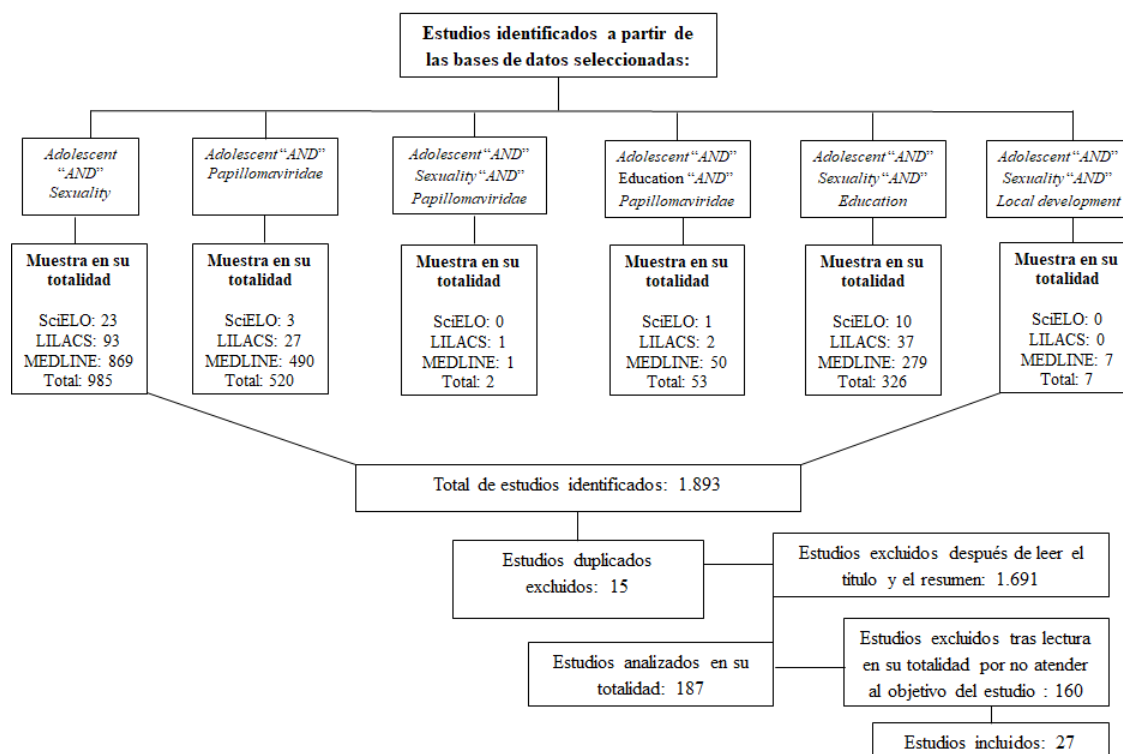 Estudios identificados a partir de
las bases de datos seleccionadas:
Adolescent
“AND”
Sexuality
Adolescent “AND”
Papillomaviridae
Adolescent “AND”
Sexuality “AND”
Papillomaviridae
Adolescent “AND”
Education “AND”
Papillomaviridae
Adolescent “AND”
Sexuality “AND”
Education
Adolescent “AND”
Sexuality “AND”
Local development
Muestra en su
totalidad
SciELO: 23
LILACS: 93
MEDLINE: 869
Total: 985
Muestra en su
totalidad
SciELO: 3
LILACS: 27
MEDLINE: 490
Total: 520
Muestra en su
totalidad
SciELO: 0
LILACS: 1
MEDLINE: 1
Total: 2
Muestra en su
totalidad
SciELO: 1
LILACS: 2
MEDLINE: 50
Total: 53
Muestra en su
totalidad
SciELO: 10
LILACS: 37
MEDLINE: 279
Total: 326
Muestra en su
totalidad
SciELO: 0
LILACS: 0
MEDLINE: 7
Total: 7
Total de estudios identificados: 1.893
Estudios duplicados
excluidos: 15
Estudios excluidos después de leer el
título y el resumen: 1.691
Estudios analizados en su
totalidad: 187
Estudios excluidos tras lectura
en su totalidad por no atender
al objetivo del estudio : 160
Estudios incluidos: 27